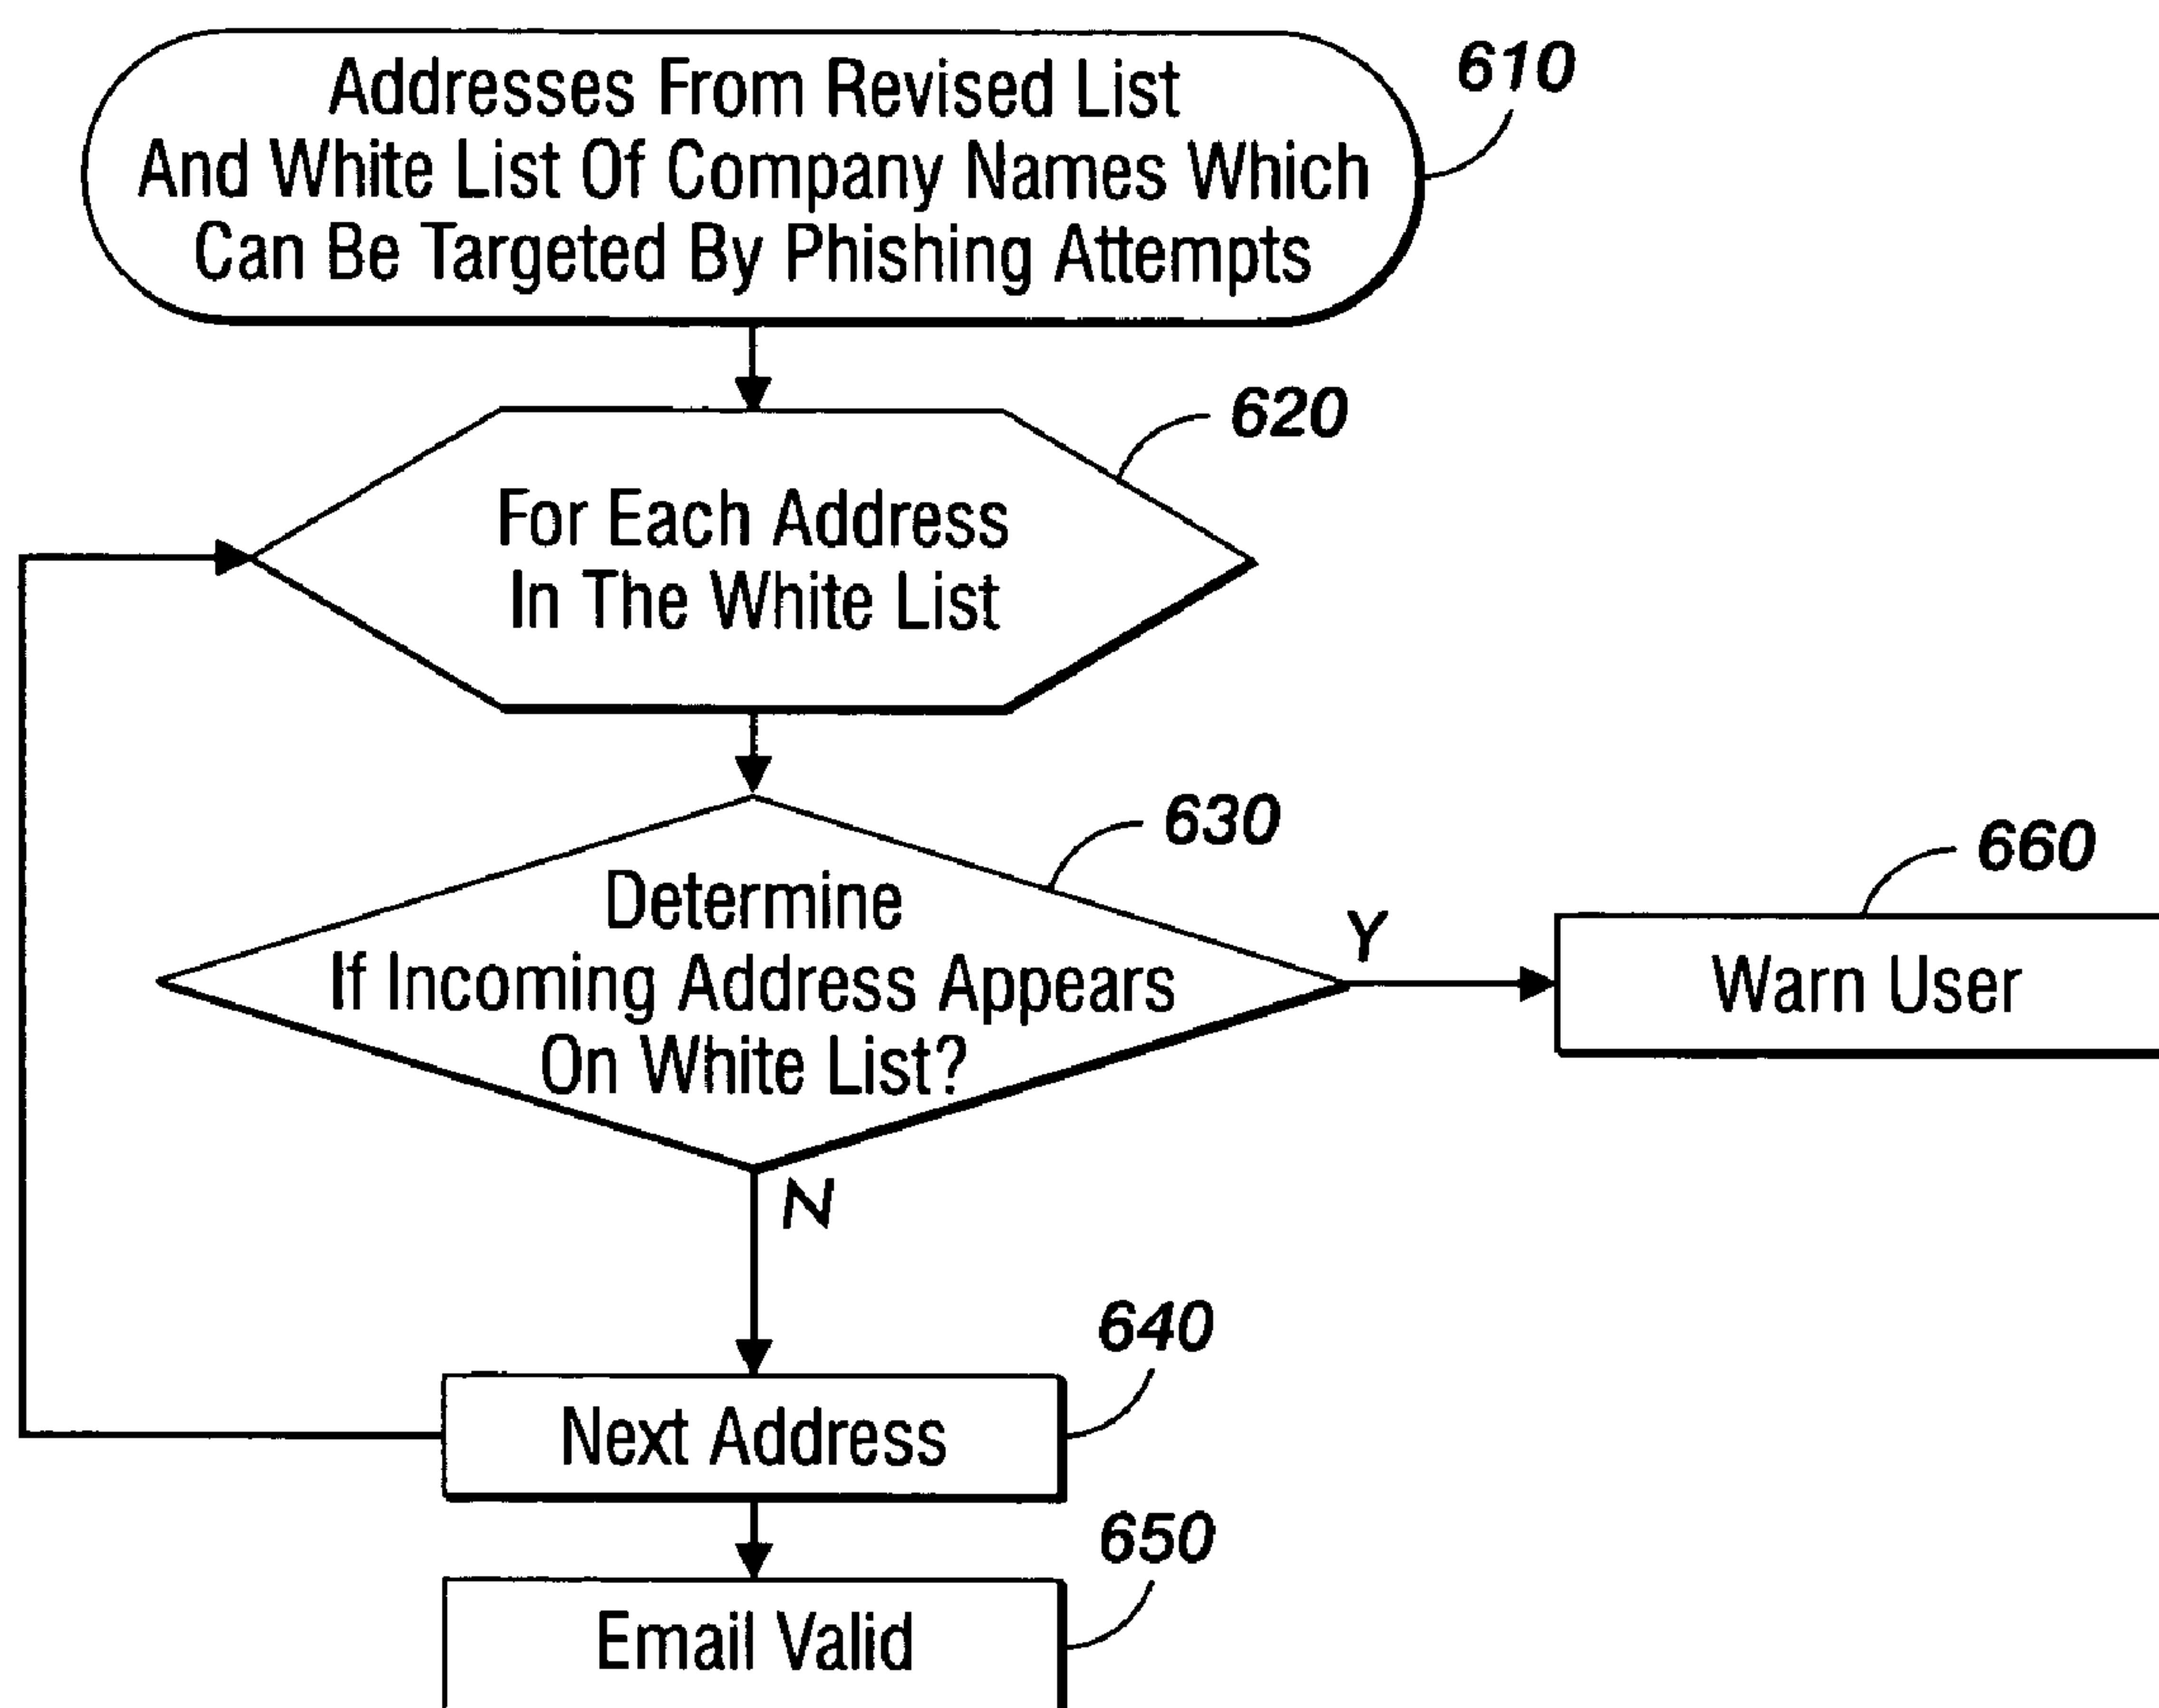 Addresses From Revised List
And White List Of Company Names Which
Can Be Targeted By Phishing Attempts
610
620
For Each Address
In The White List
630
Determine
If Incoming Address Appears
On White List?
Y
660
Warn User
N
640
Next Address
650
Email Valid